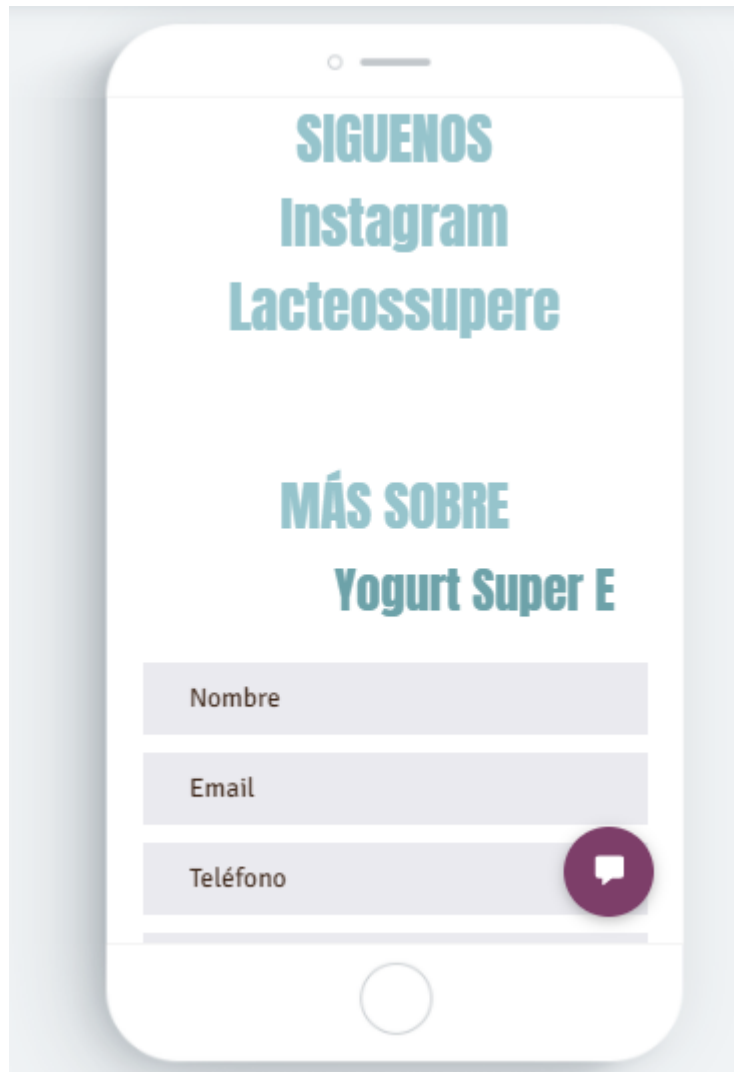 SIGUENOS
Instagram
Lacteossupere
MÁS SOBRE
Yogurt Super E
Nombre
Email
Teléfono